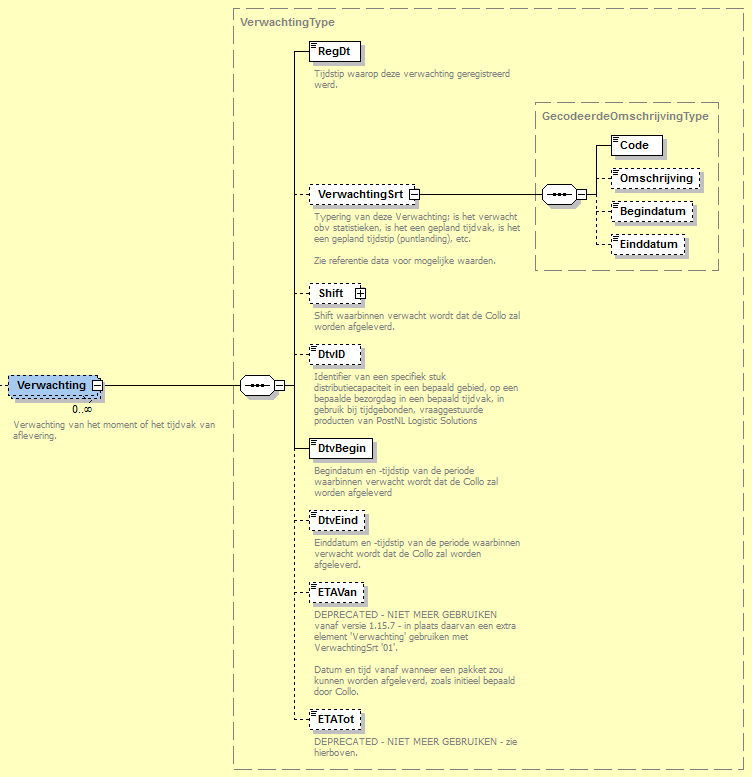 VerwachtingType
RegDt
Tijdstip waarop deze verwachting geregistreerd
werd.
GecodeerdeOmschrijvingType
Code
Omschrijving
Begindatum
Einddatum
VerwachtingSrt
Typering van deze Verwachting; is het verwacht
obv statistieken, is het een gepland tijdvak, is het
een gepland tijdstip (puntlanding), etc.
Zie referentie data voor mogelijke waarden.
Shift
Shift waarbinnen verwacht wordt dat de Collo zal
worden afgeleverd.
DtvID
Identifier van een specifiek stuk
distributiecapaciteit in een bepaald gebied, op een
bepaalde bezorgdag in een bepaald tijdvak, in
gebruik bij tijdgebonden, vraaggestuurde
producten van PostNL Logistic Solutions
Verwachting
0..∞
Verwachting van het moment of het tijdvak van
aflevering.
DtvBegin
Begindatum en -tijdstip van de periode
waarbinnen verwacht wordt dat de Collo zal
worden afgeleverd
DtvEind
Einddatum en -tijdstip van de periode waarbinnen
verwacht wordt dat de Collo zal worden
afgeleverd.
ETAVan
DEPRECATED - NIET MEER GEBRUIKEN
vanaf versie 1.15.7 - in plaats daarvan een extra
element 'Verwachting' gebruiken met
VerwachtingSrt '01'.
Datum en tijd vanaf wanneer een pakket zou
kunnen worden afgeleverd, zoals initieel bepaald
door Collo.
ETATot
DEPRECATED - NIET MEER GEBRUIKEN - zie
hierboven.